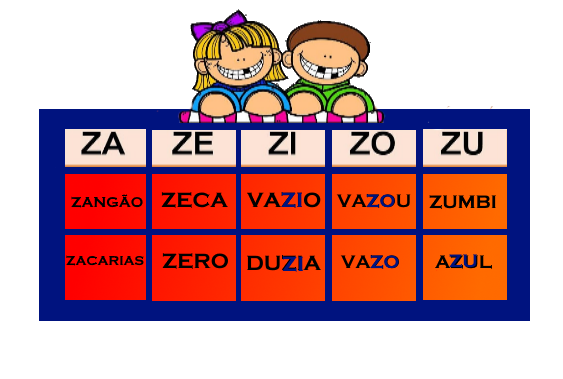 ZA ZE ZI ZO ZU
ZANGÃO ZECA VAZIO VAZOU ZUMBI
ZACARIAS ZERO DUZIA VAZO AZUL